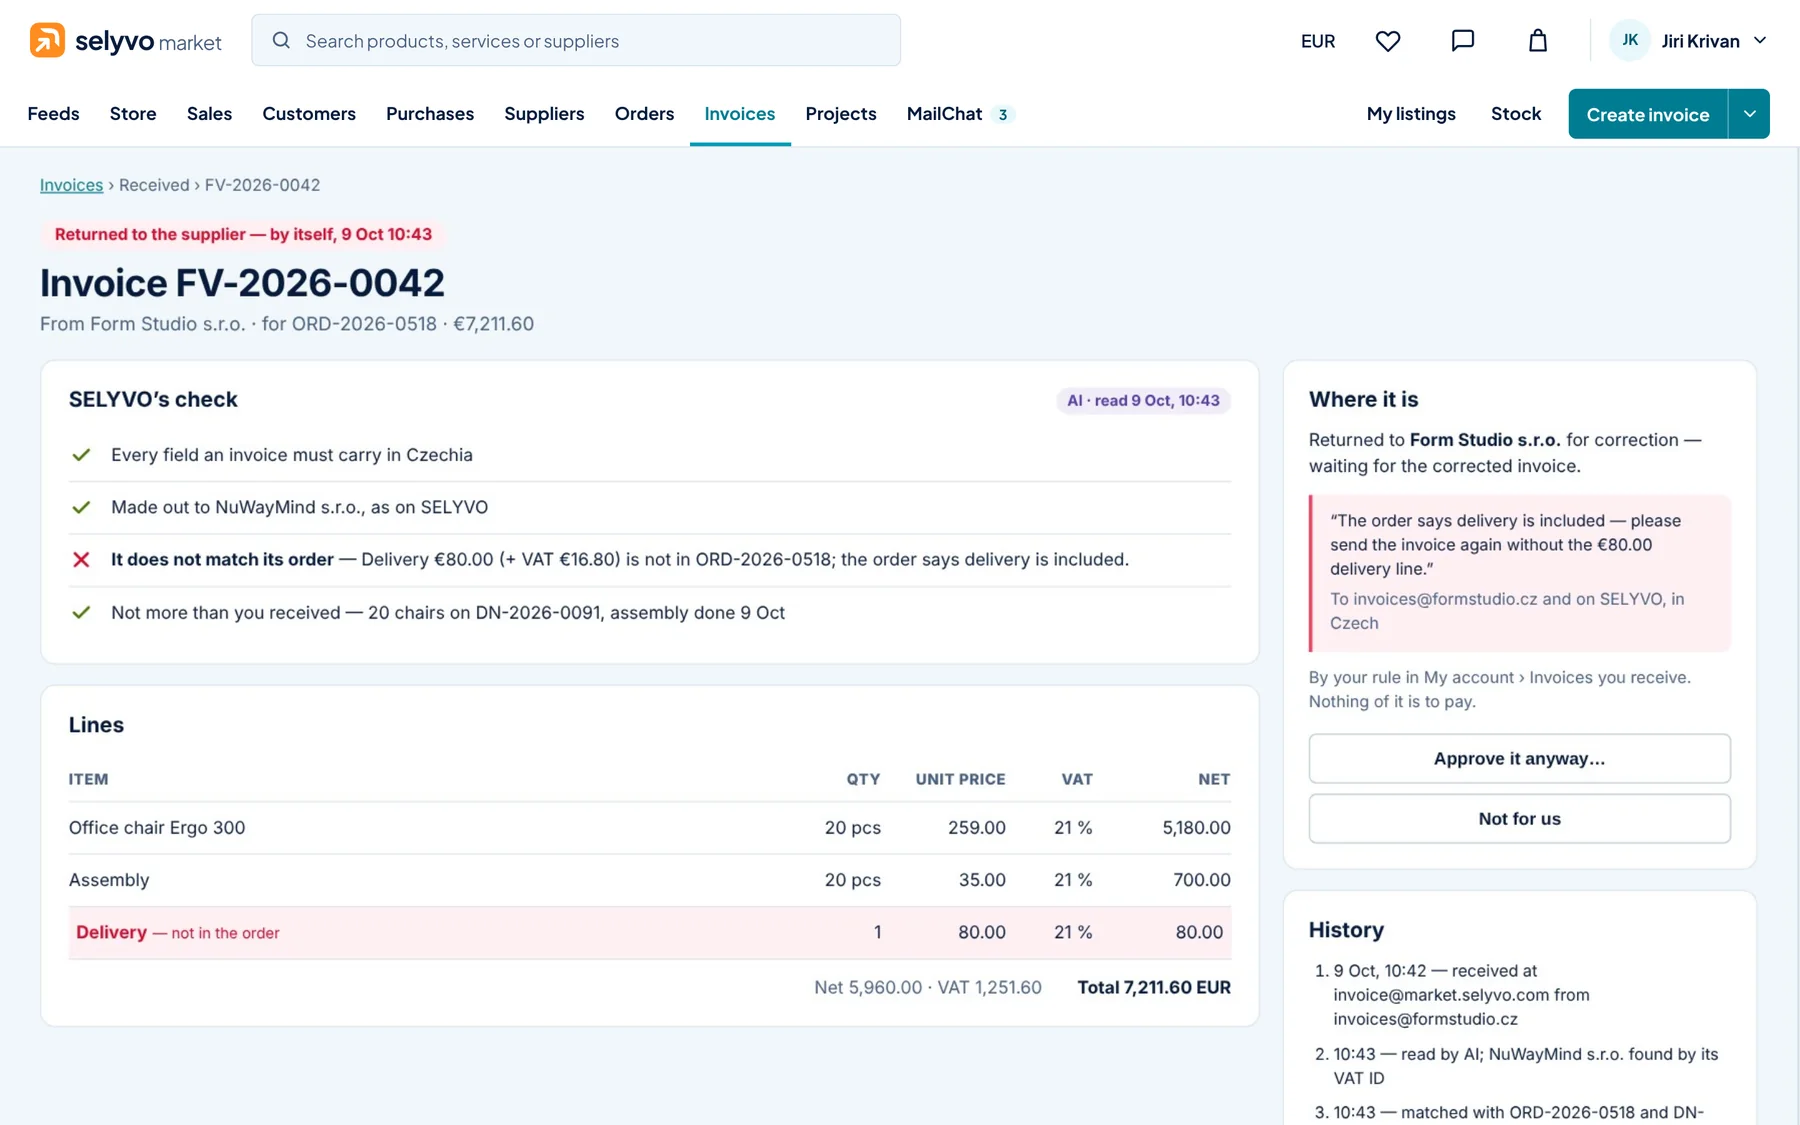 selyvo market
Search products, services or suppliers
EUR
JK
Jiri Krivan
Feeds
Store
Sales
Customers
Purchases
Suppliers
Orders
Invoices
Projects
MailChat 3
My listings
Stock
Create invoice
Invoices › Received › FV-2026-0042
Returned to the supplier — by itself, 9 Oct 10:43
Invoice FV-2026-0042
From Form Studio s.r.o. · for ORD-2026-0518 · €7,211.60
SELYVO’s check
AI · read 9 Oct, 10:43
Every field an invoice must carry in Czechia
Made out to NuWayMind s.r.o., as on SELYVO
It does not match its order — Delivery €80.00 (+ VAT €16.80) is not in ORD-2026-0518; the order says delivery is included.
Not more than you received — 20 chairs on DN-2026-0091, assembly done 9 Oct
Lines
ITEM QTY UNIT PRICE VAT NET
Office chair Ergo 300 20 pcs 259.00 21 % 5,180.00
Assembly 20 pcs 35.00 21 % 700.00
Delivery — not in the order 1 80.00 21 % 80.00
Net 5,960.00 · VAT 1,251.60 Total 7,211.60 EUR
Where it is
Returned to Form Studio s.r.o. for correction —
waiting for the corrected invoice.
“The order says delivery is included — please
send the invoice again without the €80.00
delivery line.”
To invoices@formstudio.cz and on SELYVO, in
Czech
By your rule in My account › Invoices you receive.
Nothing of it is to pay.
Approve it anyway…
Not for us
History
1. 9 Oct, 10:42 — received at
invoice@market.selyvo.com from
invoices@formstudio.cz
2. 10:43 — read by AI; NuWayMind s.r.o. found by its
VAT ID
3. 10:43 — matched with ORD-2026-0518 and DN-